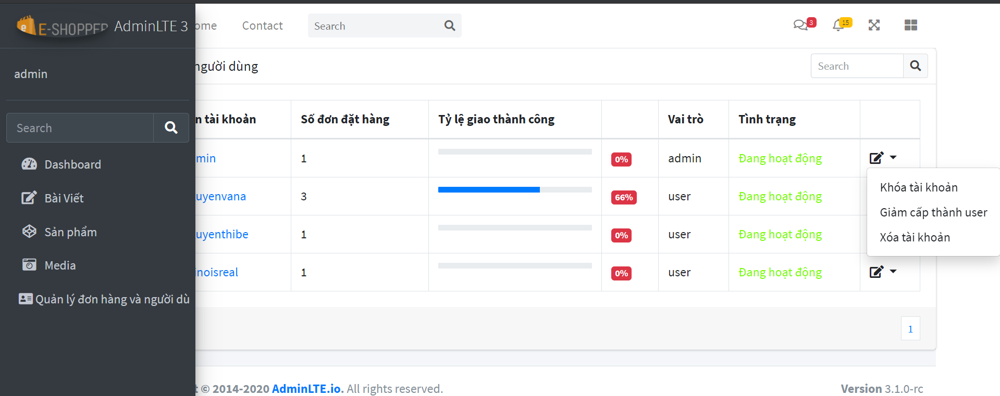 E-SHOPPER AdminLTE 3
ome Contact Search 3 15
admin
người dùng Search
Search
n tài khoản Số đơn đặt hàng Tỷ lệ giao thành công Vai trò Tình trạng
min 1 0% admin Đang hoạt động
uyenvana 3 66% user Đang hoạt động
uyenthibe 1 0% user Đang hoạt động
inoisreal 1 0% user Đang hoạt động
Khóa tài khoản
Giảm cấp thành user
Xóa tài khoản
Dashboard
Bài Viết
Sản phẩm
Media
Quản lý đơn hàng và người dù
1
t © 2014-2020 AdminLTE.io. All rights reserved. Version 3.1.0-rc